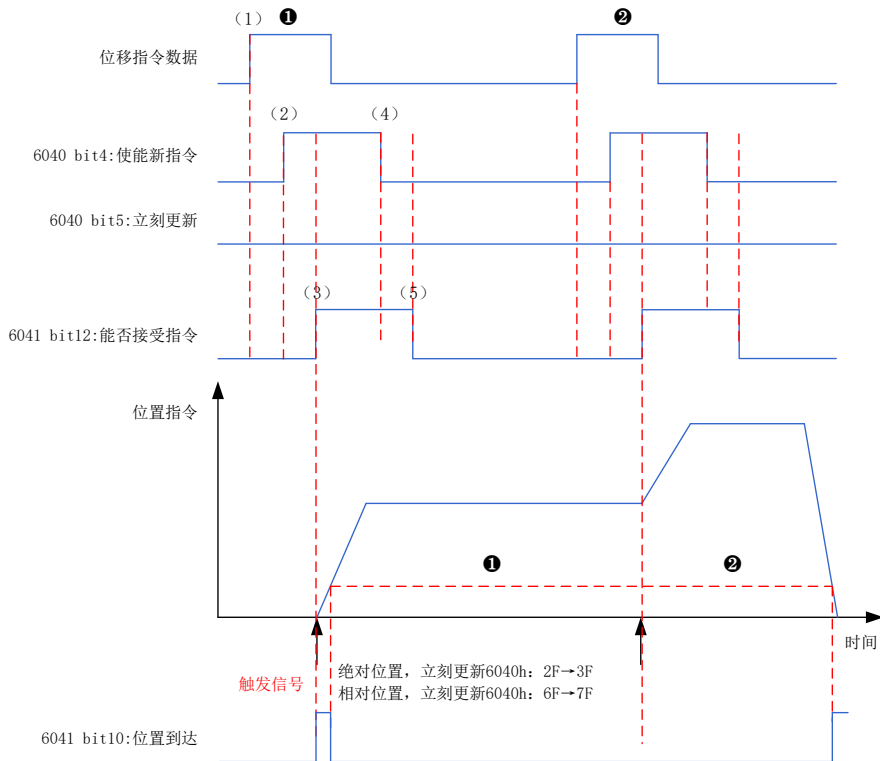 （1）
❶
❷
位移指令数据
（2）
（4）
6040 bit4:使能新指令
6040 bit5:立刻更新
（3）
（5）
6041 bit12:能否接受指令
位置指令
❶
❷
时间
触发信号
绝对位置，立刻更新6040h：2F→3F
相对位置，立刻更新6040h：6F→7F
6041 bit10:位置到达